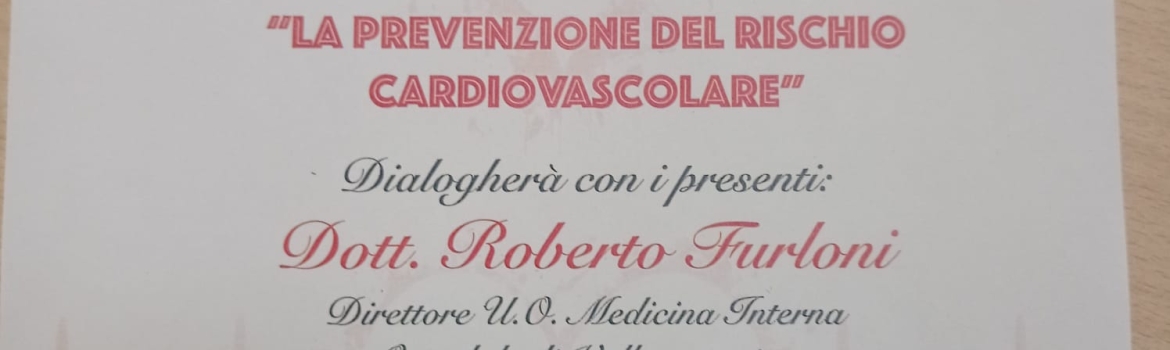 "LA PREVENZIONE DEL RISCHIO
CARDIOVASCOLARE"
Dialogherà con i presenti:
Dott. Roberto Furloni
Direttore U.O. Medicina Interna